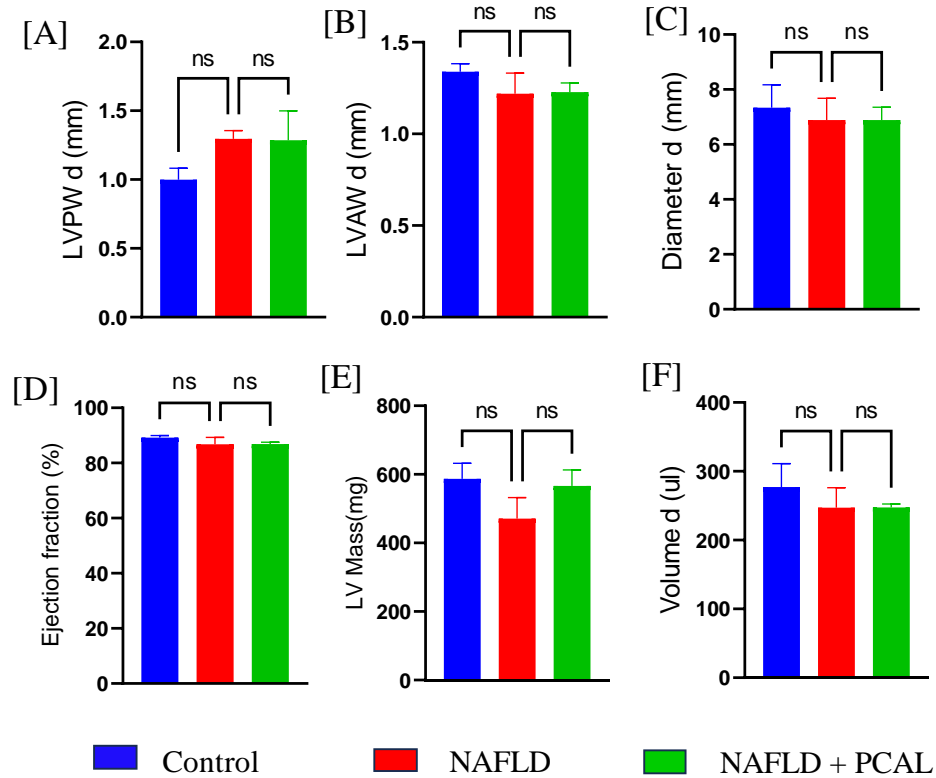 [A]
LVPW d (mm)
2.0
1.5
1.0
0.5
0.0
ns
ns
[B]
LVAW d (mm)
1.5
1.0
0.5
0.0
ns
ns
[C]
Diameter d (mm)
10
8
6
4
2
0
ns
ns
[D]
Ejection fraction (%)
100
80
60
40
20
0
ns
ns
[E]
LV Mass(mg)
800
600
400
200
0
ns
ns
[F]
Volume d (ul)
400
300
200
100
0
ns
ns
Control
NAFLD
NAFLD + PCAL